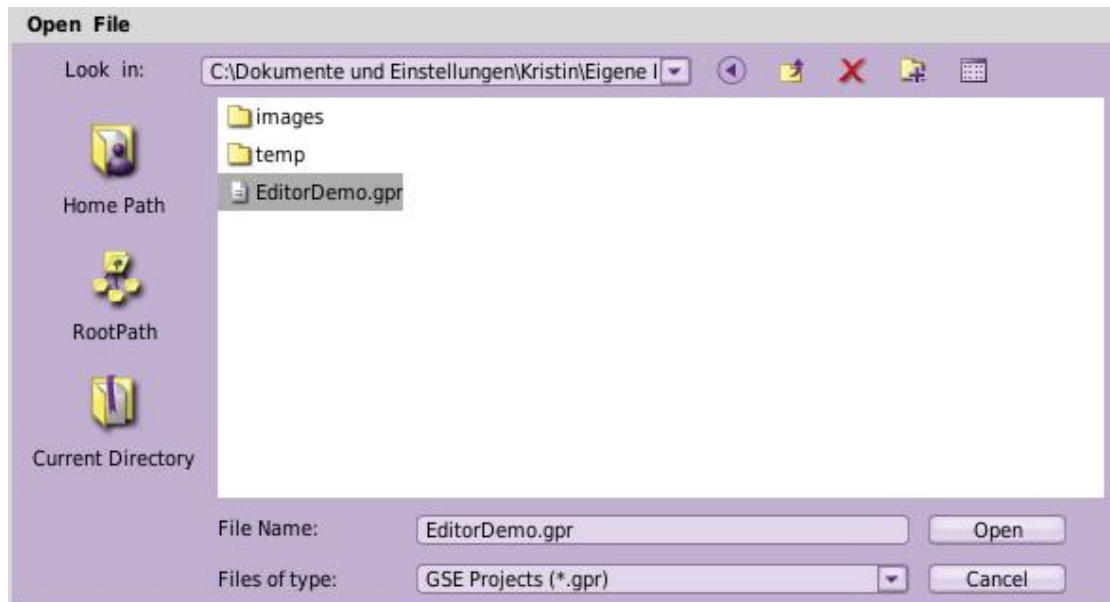 Open File
Look in: C:\Dokumente und Einstellungen\Kristin\Eigene
images
temp
EditorDemo.gpr
Home Path
RootPath
Current Directory
File Name: EditorDemo.gpr Open
Files of type: GSE Projects (*.gpr) Cancel